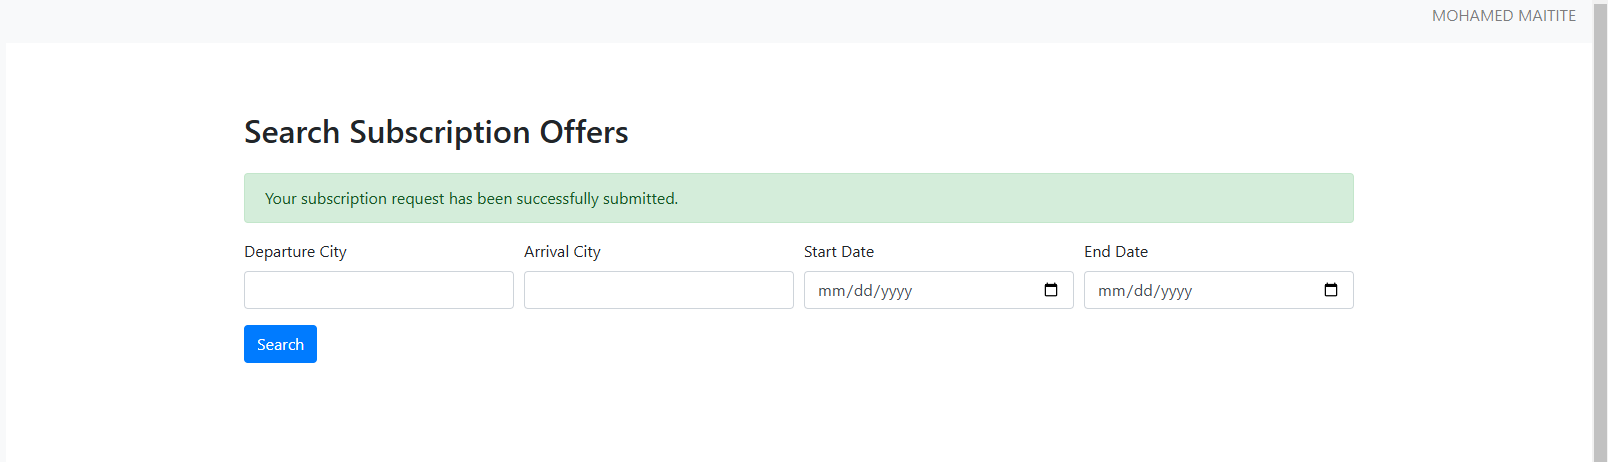 MOHAMED MAITITE
Search Subscription Offers
Your subscription request has been successfully submitted.
Departure City Arrival City Start Date End Date
mm/dd/yyyy mm/dd/yyyy
Search